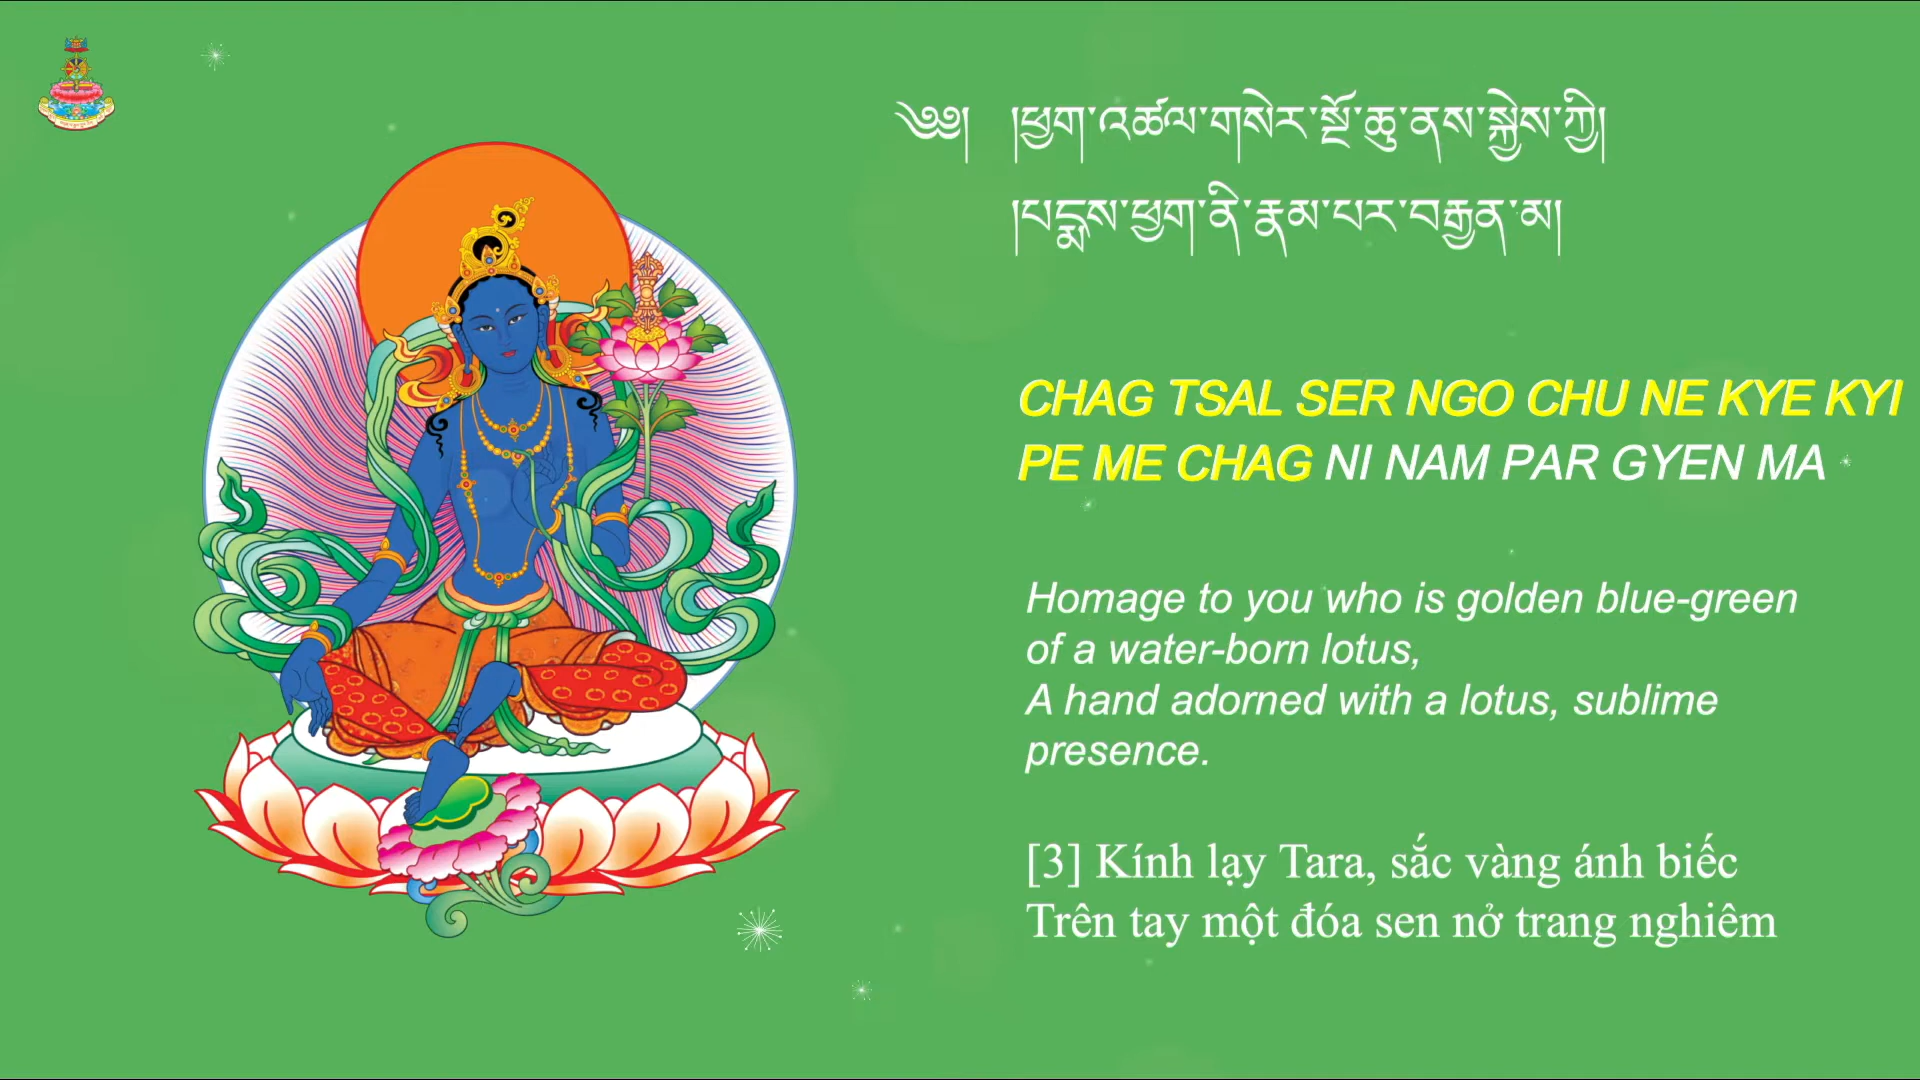 ༄༅། །ཕྱག་འཚལ་གསེར་སྔོ་ཆུ་ནས་སྐྱེས་ཀྱི།
།པདྨས་ཕྱག་ནི་རྣམ་པར་བརྒྱན་མ།
CHAG TSAL SER NGO CHU NE KYE KYI
PE ME CHAG NI NAM PAR GYEN MA
Homage to you who is golden blue-green
of a water-born lotus,
A hand adorned with a lotus, sublime
presence.
[3] Kính lạy Tara, sắc vàng ánh biếc
Trên tay một đóa sen nở trang nghiêm